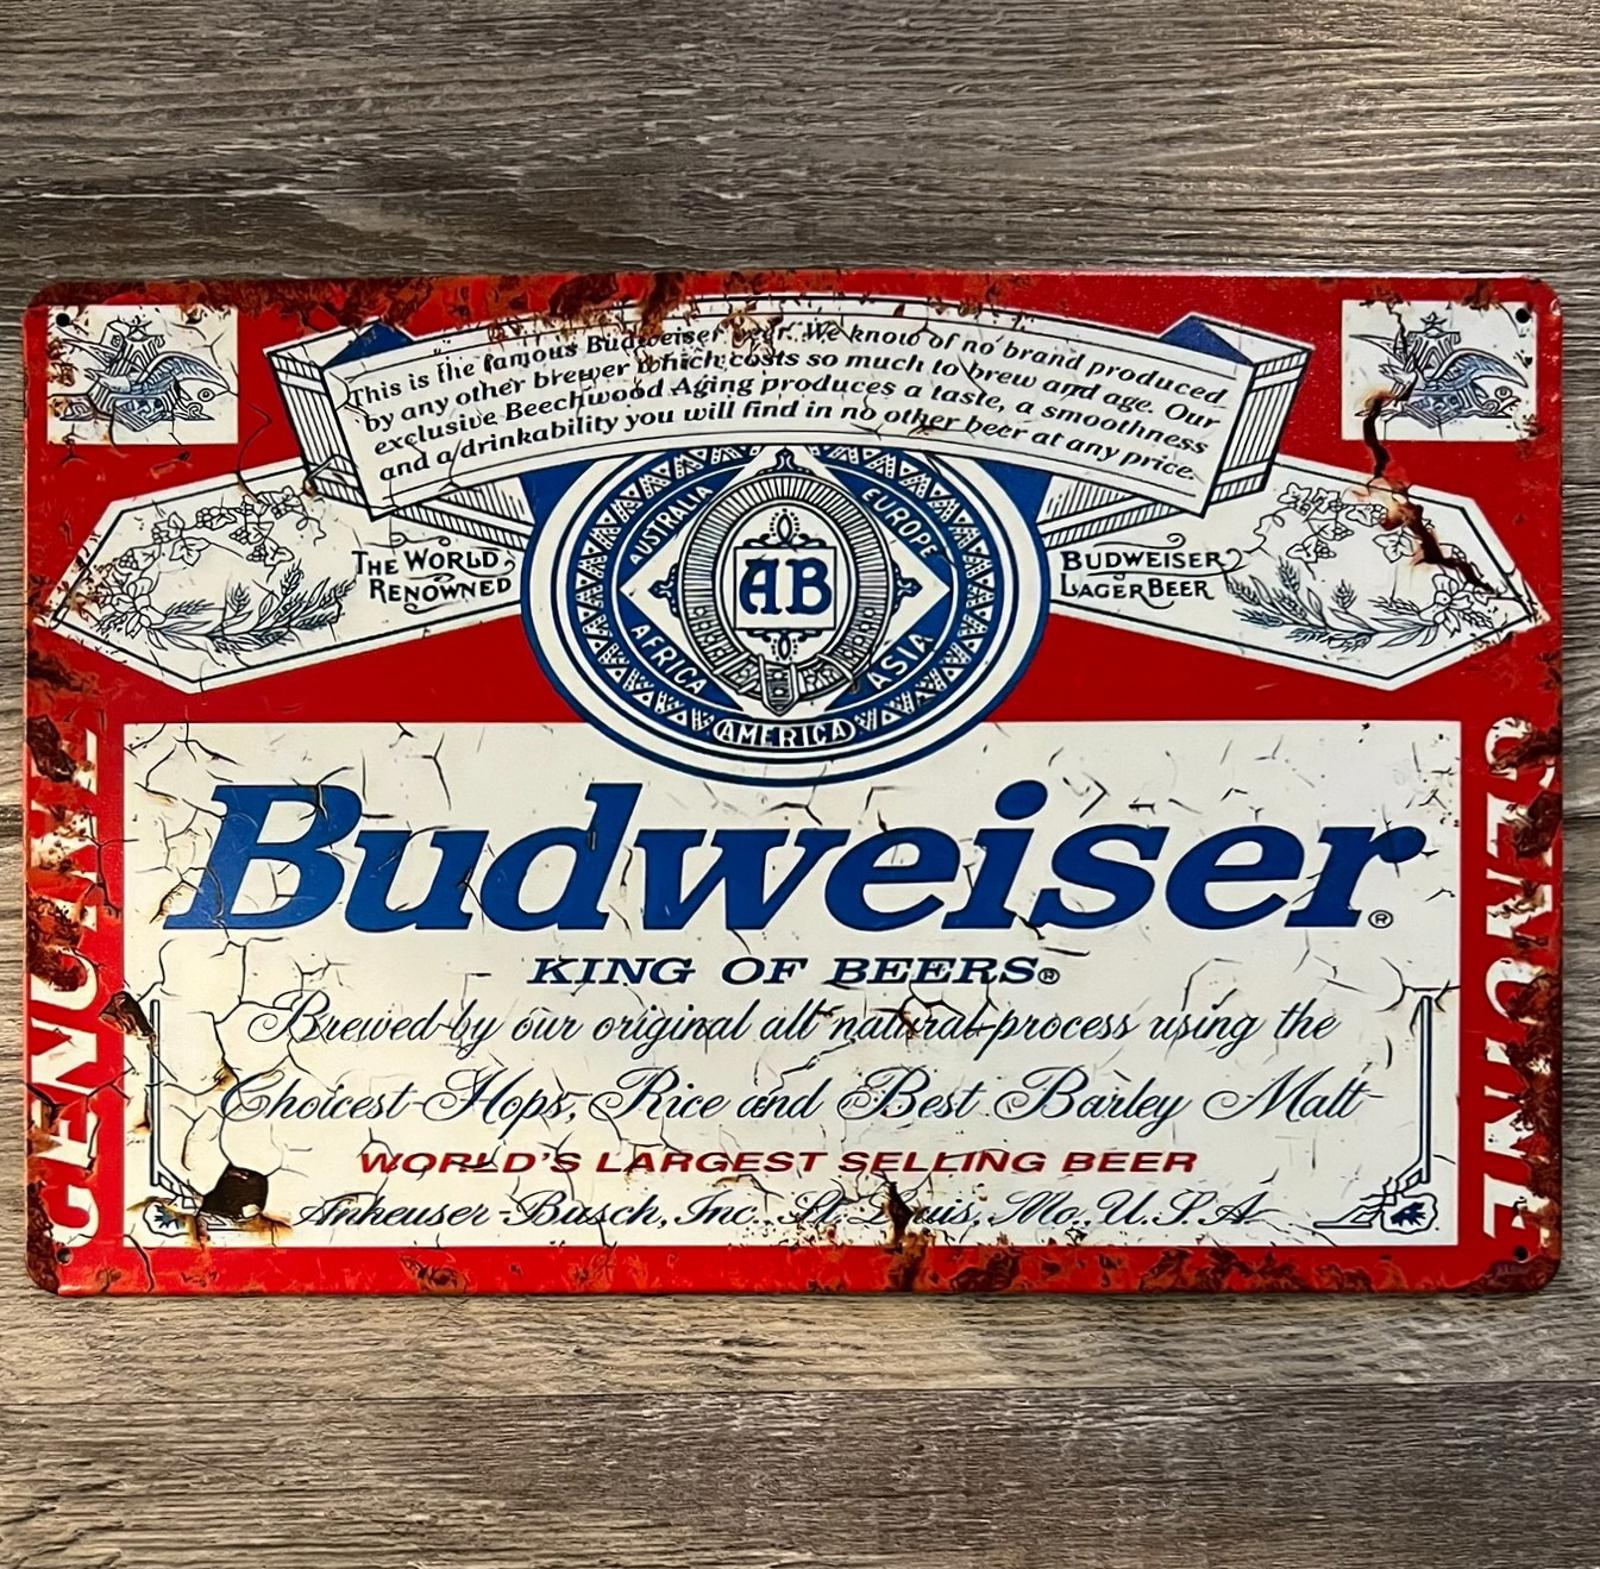 This is the famous Budweiser beer. We know of no brand produced
by any other brewer which costs so much to brew and age. Our
exclusive Beechwood Aging produces a taste, a smoothness
and a drinkability you will find in no other beer at any price.
THE WORLD
RENOWNED
AUSTRALIA
EUROPE
AB
AFRICA
ASIA
AMERICA
BUDWEISER
LAGER BEER
GENUINE
Budweiser®
KING OF BEERS®
Brewed by our original all natural process using the
Choicest Hops, Rice and Best Barley Malt
WORLD'S LARGEST SELLING BEER
Anheuser-Busch, Inc. St. Louis, Mo. U.S.A.
GENUINE